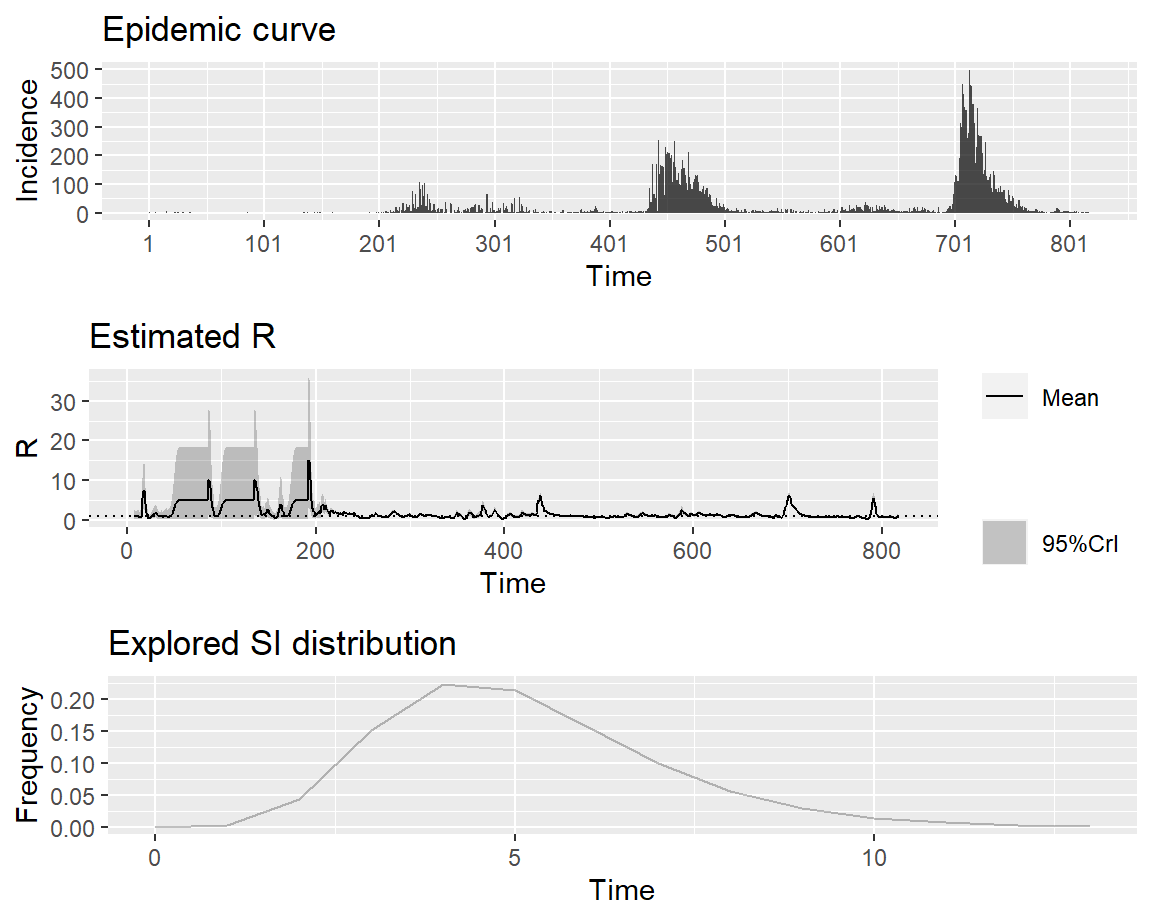 Epidemic curve
500
400
300
200
100
0
Incidence
1 101 201 301 401 501 601 701 801
Time
Estimated R
30
20
10
0
R
0 200 400 600 800
Time
Mean
95%CrI
Explored SI distribution
0.20
0.15
0.10
0.05
0.00
Frequency
0 5 10
Time